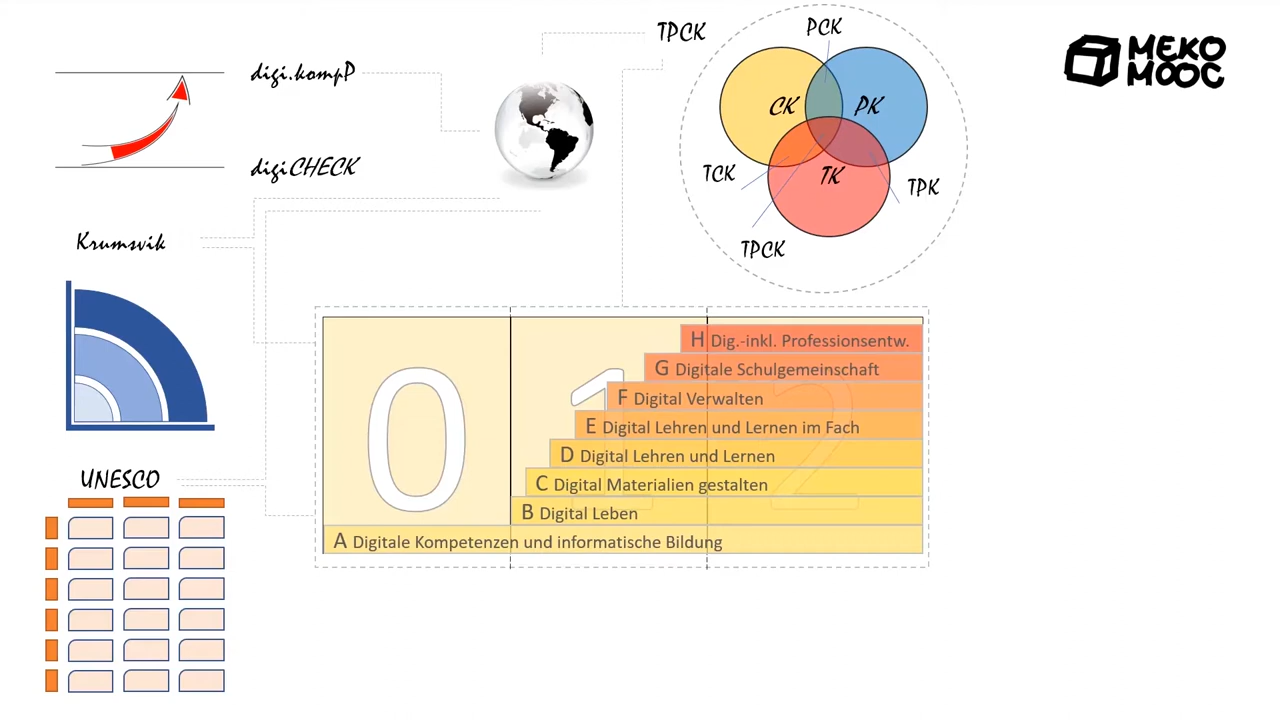 TPCK
PCK
MEKO
MOOC
digi.kompP
CK
PK
digiCHECK
TCK
TK
TPK
Krumsvik
TPCK
0
1
2
H Dig.-inkl. Professionsentw.
G Digitale Schulgemeinschaft
F Digital Verwalten
E Digital Lehren und Lernen im Fach
D Digital Lehren und Lernen
C Digital Materialien gestalten
B Digital Leben
A Digitale Kompetenzen und informatische Bildung
UNESCO